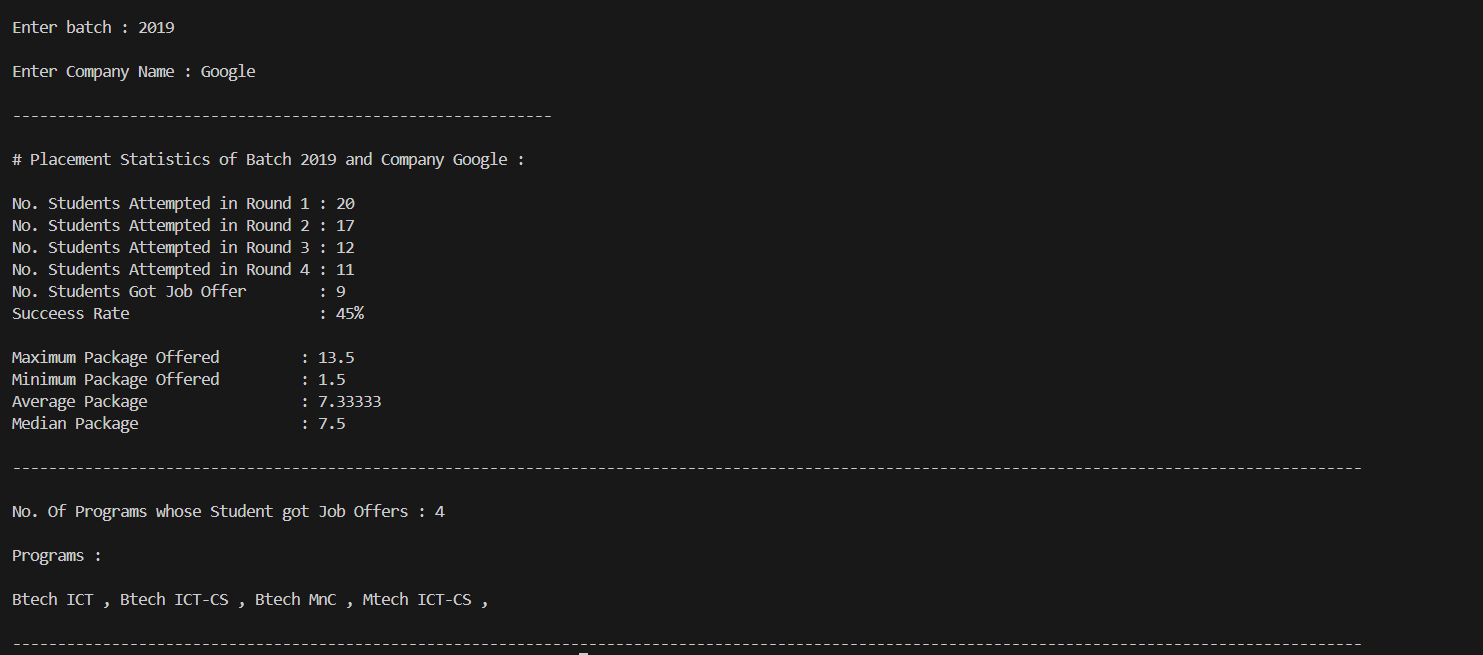 Enter batch : 2019
Enter Company Name : Google
------------------------------------------------------------
# Placement Statistics of Batch 2019 and Company Google :
No. Students Attempted in Round 1 : 20
No. Students Attempted in Round 2 : 17
No. Students Attempted in Round 3 : 12
No. Students Attempted in Round 4 : 11
No. Students Got Job Offer        : 9
Succeess Rate                     : 45%
Maximum Package Offered         : 13.5
Minimum Package Offered         : 1.5
Average Package                 : 7.33333
Median Package                  : 7.5
------------------------------------------------------------------------------------------------------------------------------------------------------
No. Of Programs whose Student got Job Offers : 4
Programs :
Btech ICT , Btech ICT-CS , Btech MnC , Mtech ICT-CS ,
------------------------------------------------------------------------------------------------------------------------------------------------------